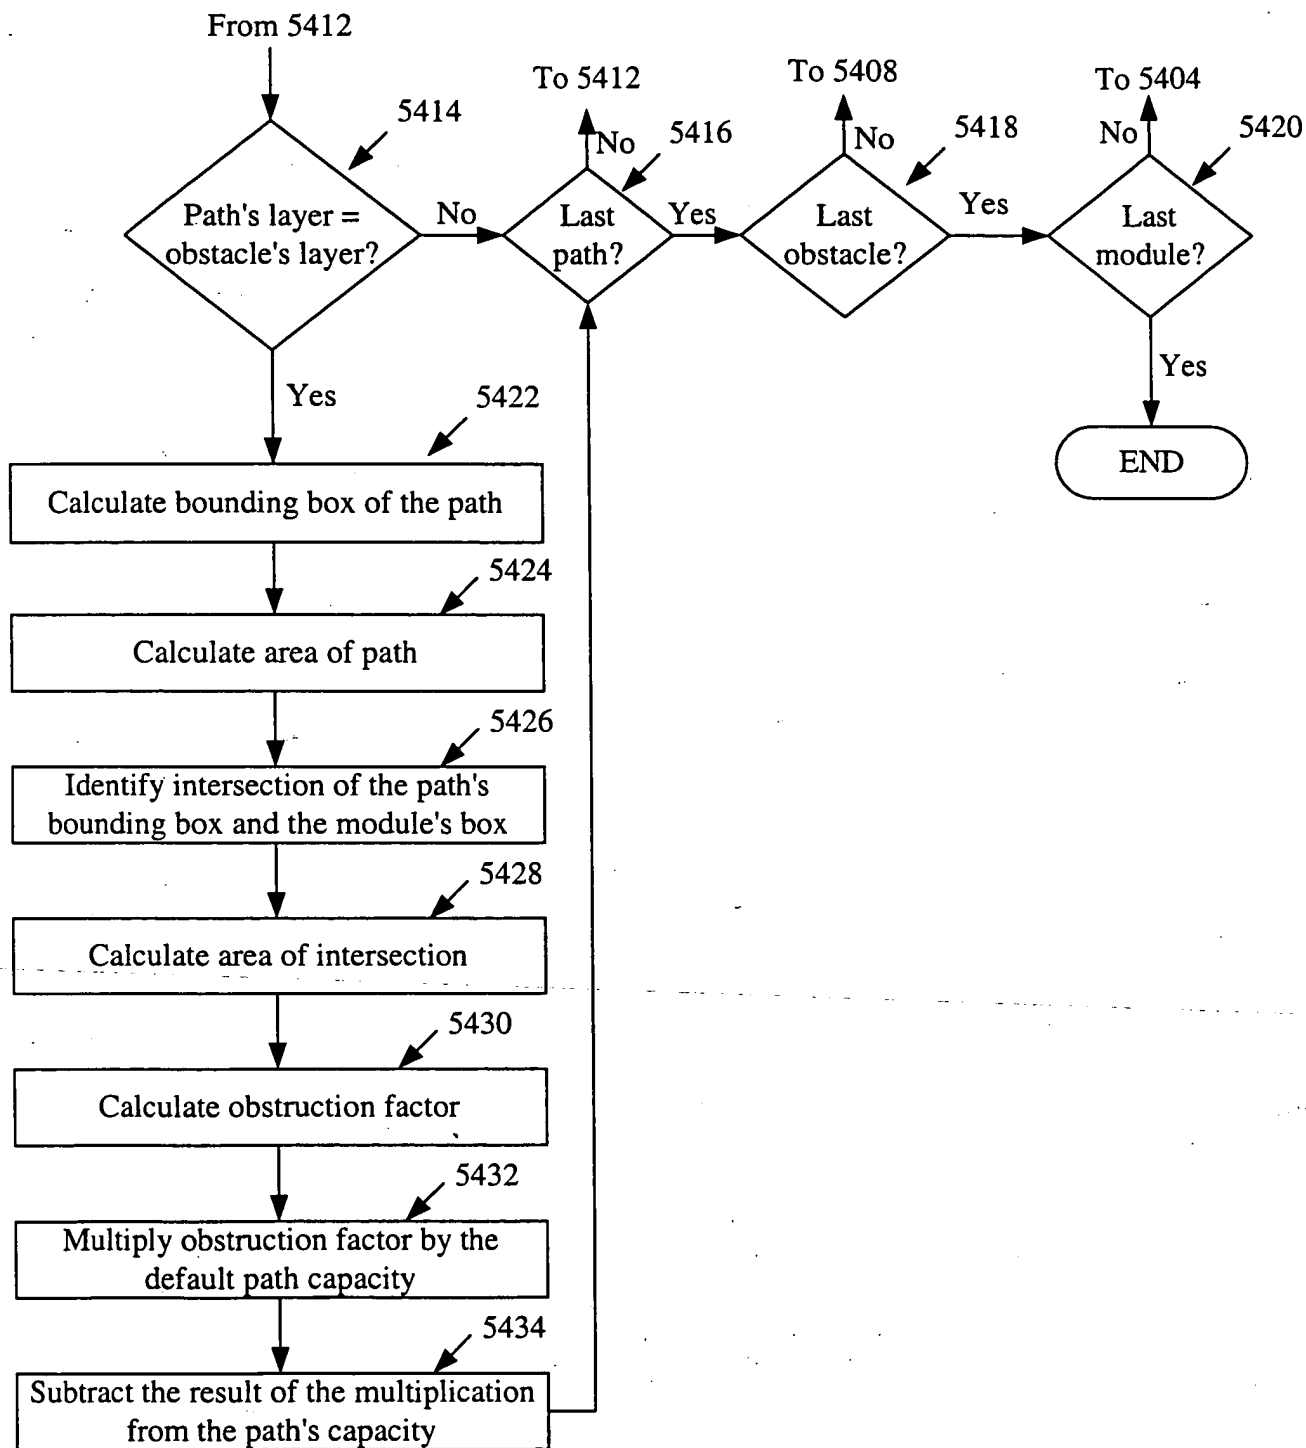 From 5412
To 5412
To 5408
To 5404
5414
5416
5418
5420
No
No
No
Path's layer =
obstacle's layer?
No
Last
path?
Yes
Last
obstacle?
Yes
Last
module?
Yes
Yes
END
5422
Calculate bounding box of the path
5424
Calculate area of path
5426
Identify intersection of the path's
bounding box and the module's box
5428
Calculate area of intersection
5430
Calculate obstruction factor
5432
Multiply obstruction factor by the
default path capacity
5434
Subtract the result of the multiplication
from the path's capacity